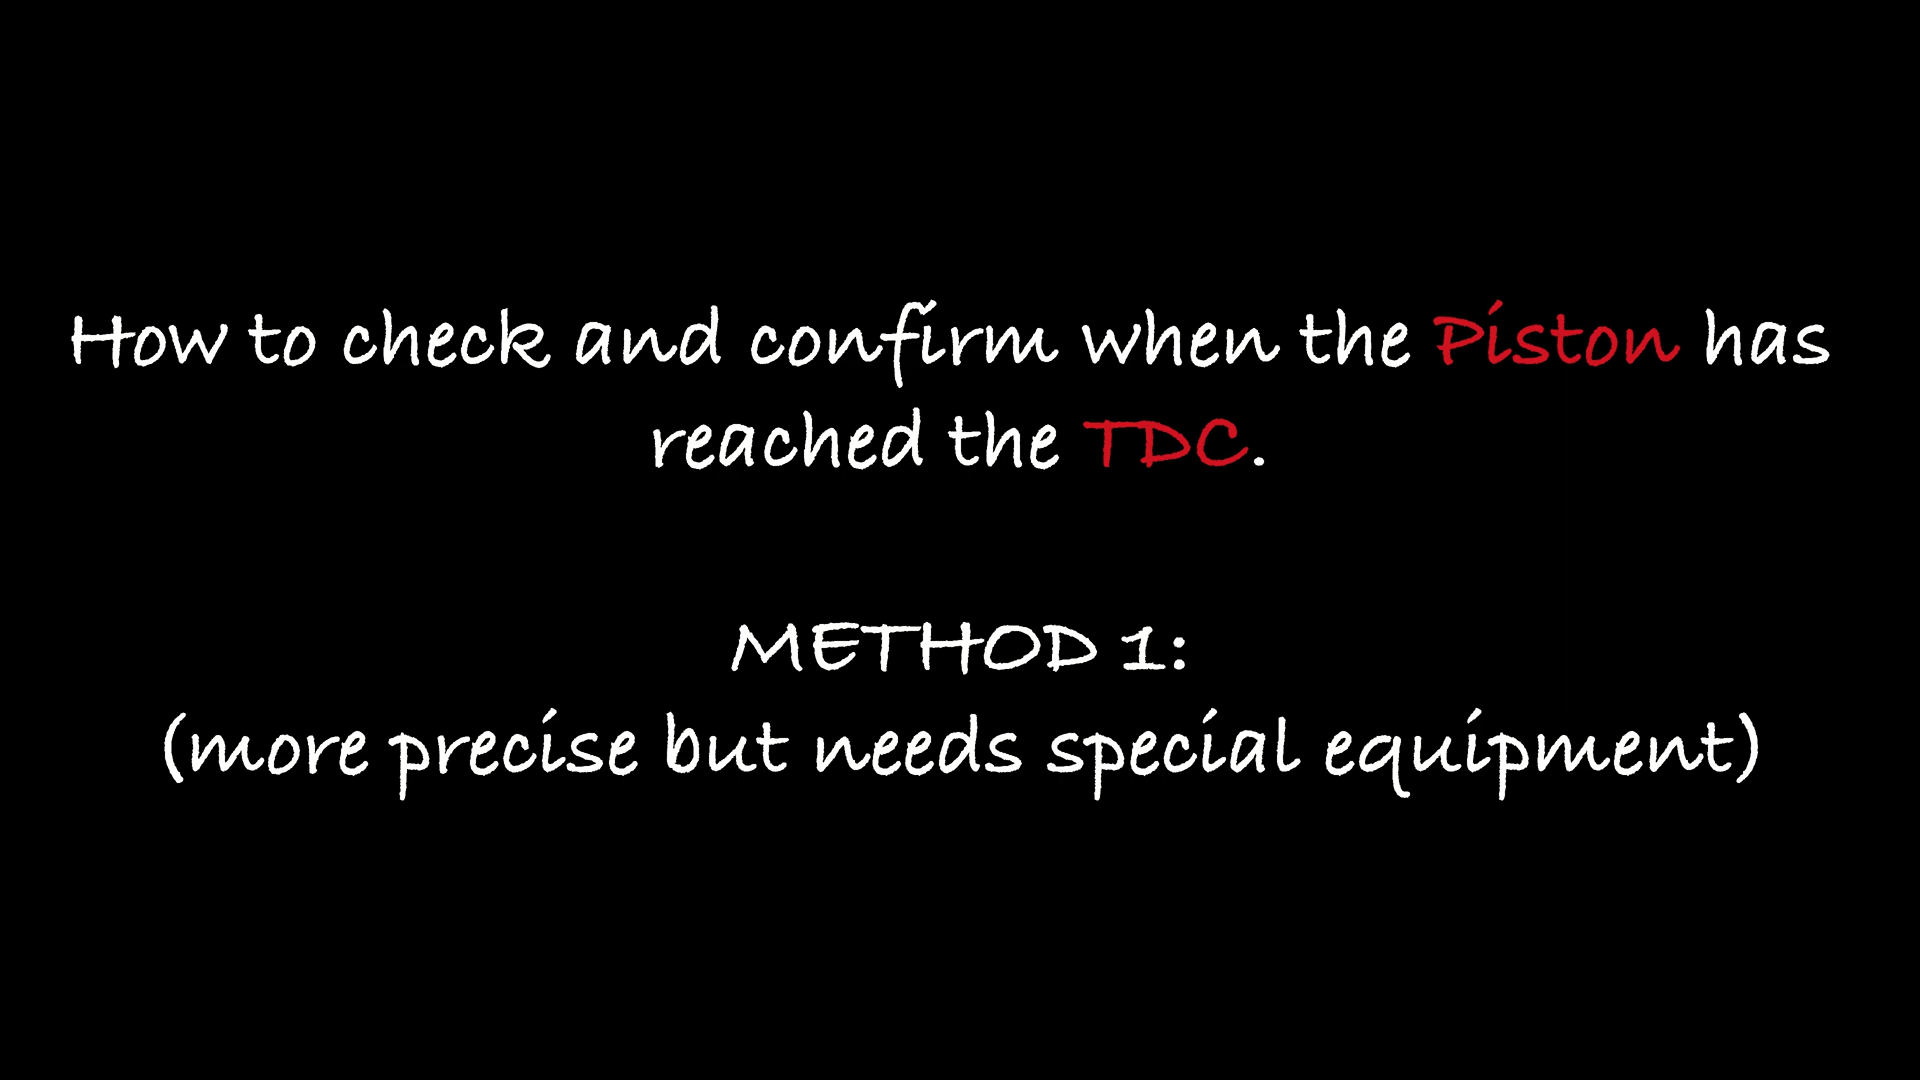 How to check and confirm when the Piston has
reached the TDC.
METHOD 1:
(more precise but needs special equipment)